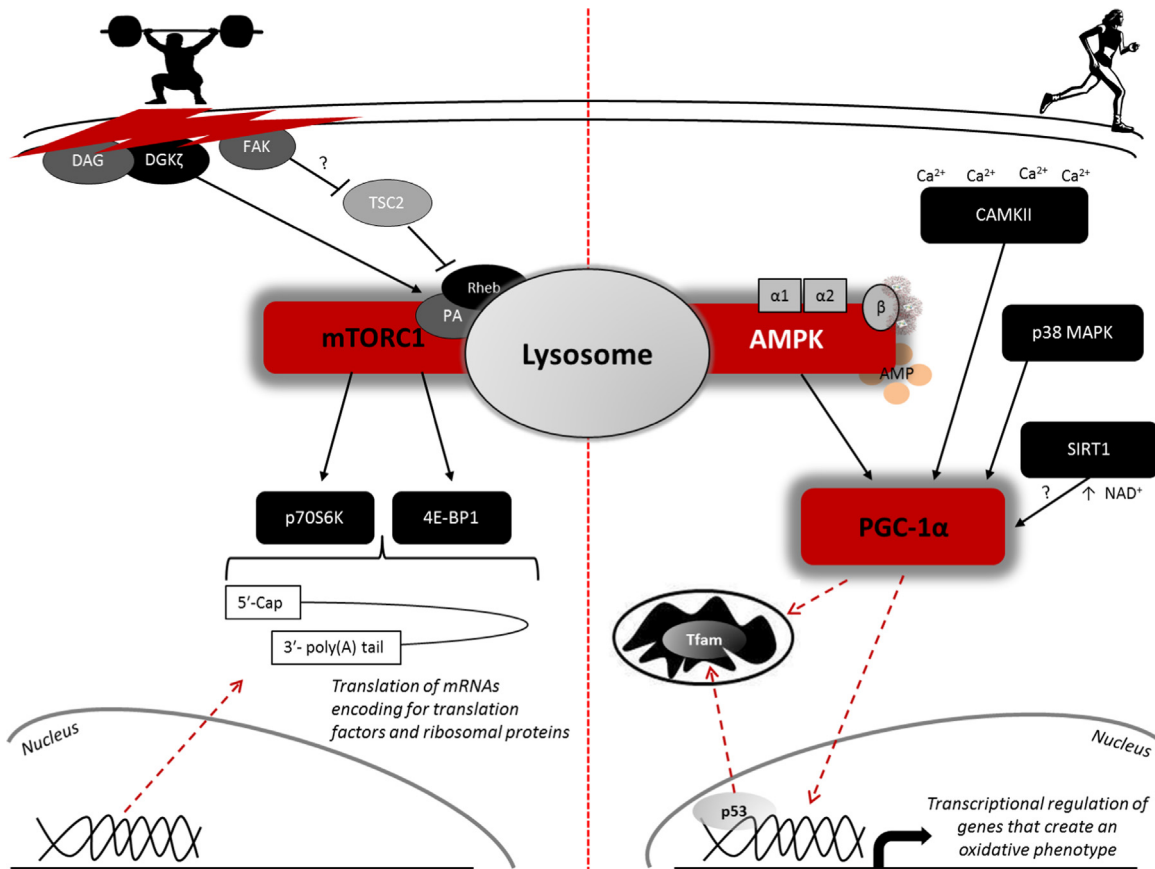 DAG
DGKζ
FAK
?
TSC2
Rheb
PA
mTORC1
Lysosome
p70S6K
4E-BP1
5′-Cap
3′- poly(A) tail
Translation of mRNAs
encoding for translation
factors and ribosomal proteins
Nucleus
Ca²⁺ Ca²⁺ Ca²⁺ Ca²⁺
CAMKII
α1 α2 β
AMPK
AMP
p38 MAPK
SIRT1
? ↑ NAD⁺
PGC-1α
Tfam
Nucleus
p53
Transcriptional regulation of
genes that create an
oxidative phenotype